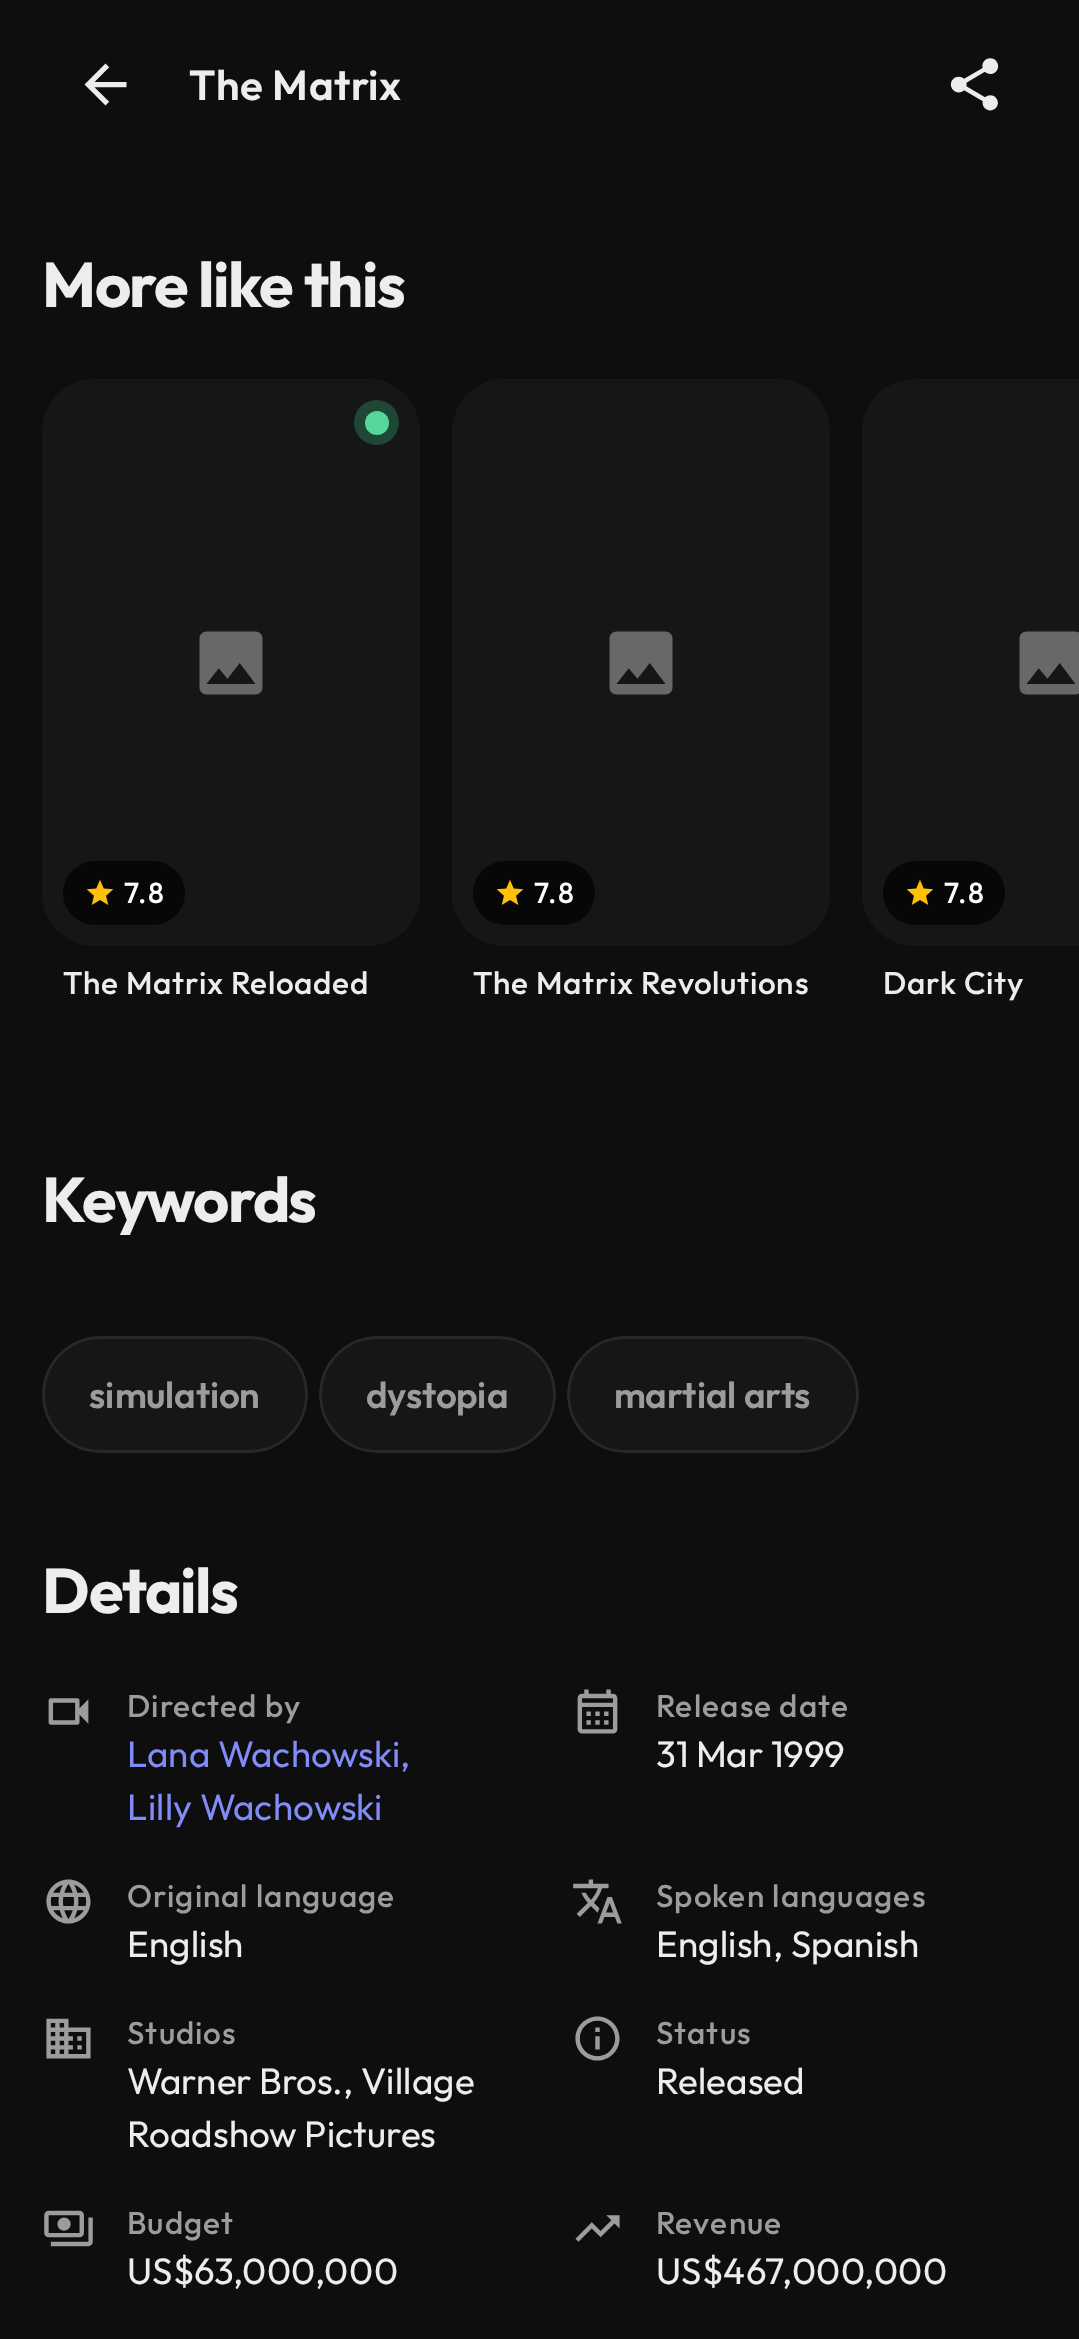 The Matrix
More like this
7.8
7.8
7.8
The Matrix Reloaded
The Matrix Revolutions
Dark City
Keywords
simulation
dystopia
martial arts
Details
Directed by
Lana Wachowski,
Lilly Wachowski
Release date
31 Mar 1999
Original language
English
Spoken languages
English, Spanish
Studios
Warner Bros., Village
Roadshow Pictures
Status
Released
Budget
US$63,000,000
Revenue
US$467,000,000